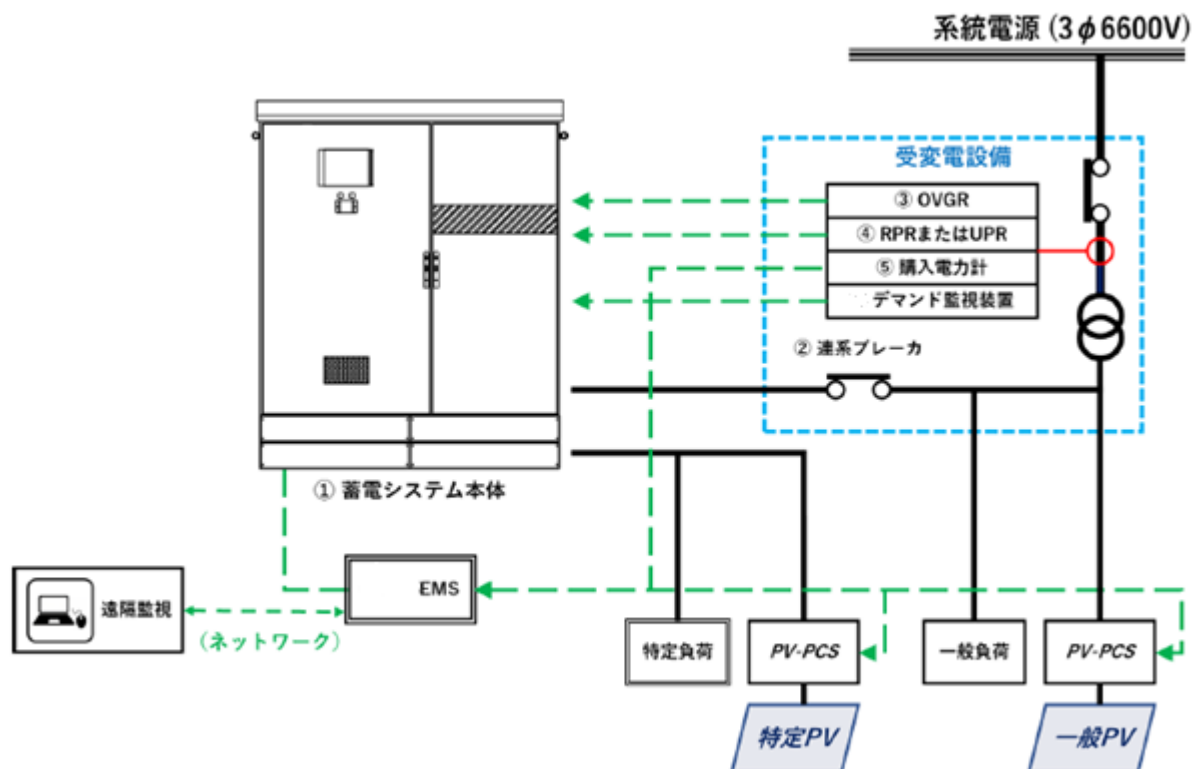 系統電源 (3φ6600V)
受変電設備
③ OVGR
④ RPRまたはUPR
⑤ 購入電力計
デマンド監視装置
② 連系ブレーカ
① 蓄電システム本体
EMS
遠隔監視
(ネットワーク)
特定負荷
PV-PCS
一般負荷
PV-PCS
特定PV
一般PV